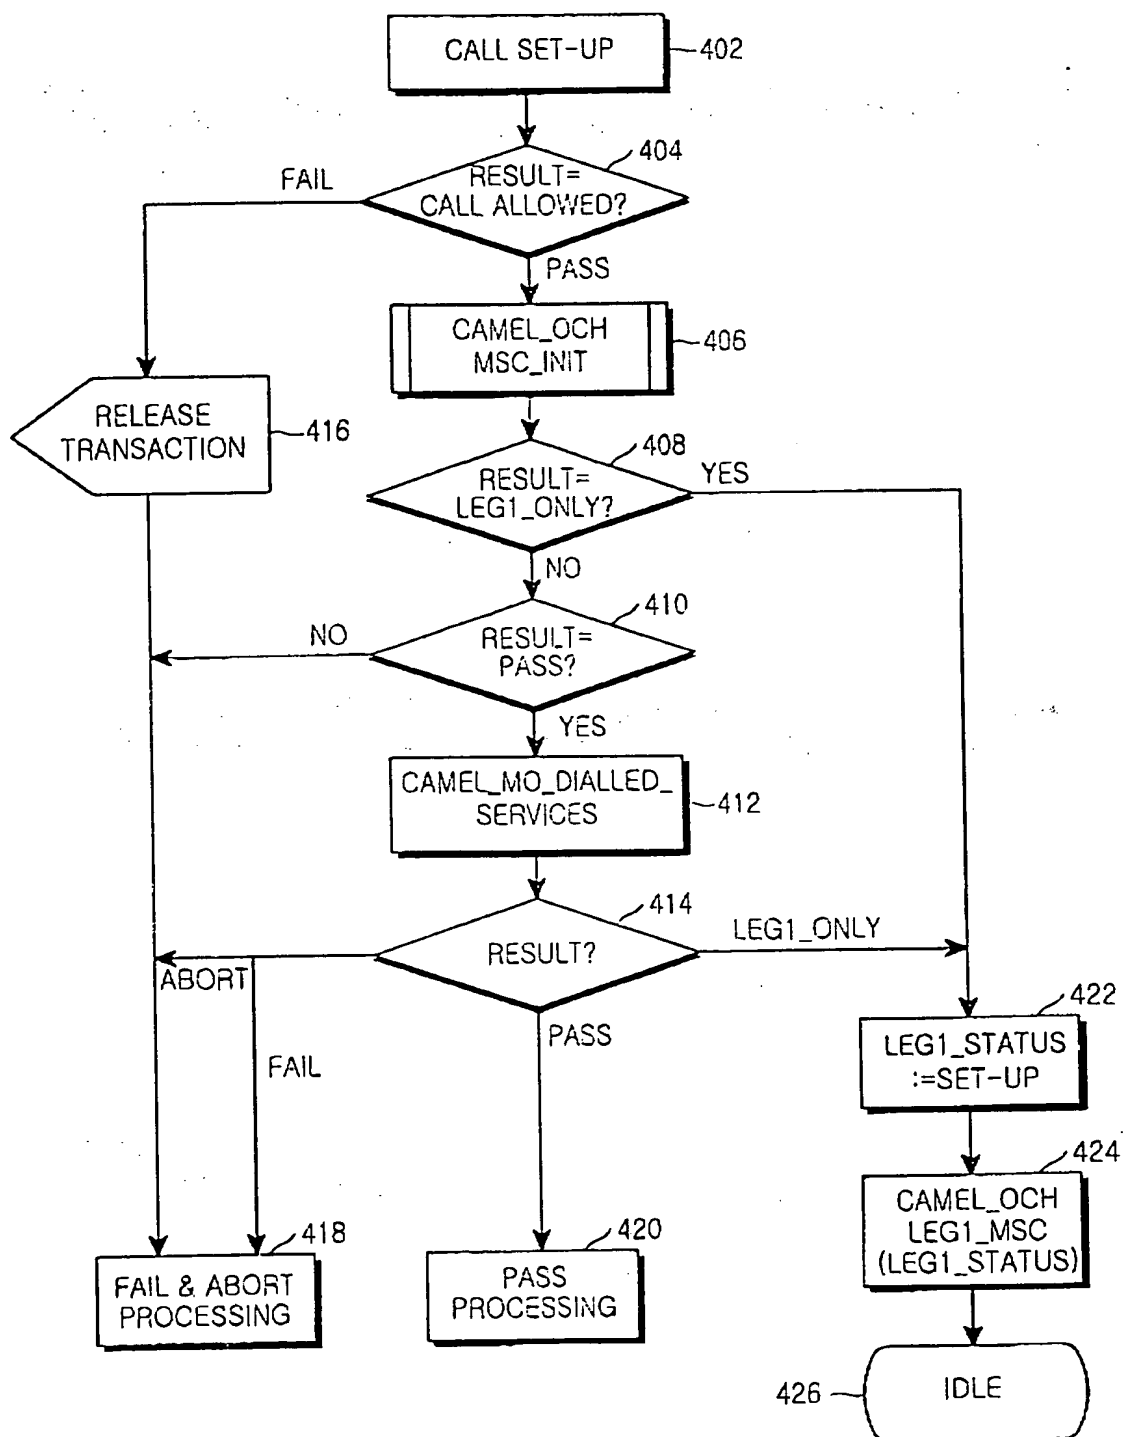 CALL SET-UP
402
404
RESULT=
CALL ALLOWED?
FAIL
PASS
CAMEL_OCH
MSC_INIT
406
RELEASE
TRANSACTION
416
408
RESULT=
LEG1_ONLY?
YES
NO
410
RESULT=
PASS?
NO
YES
CAMEL_MO_DIALLED_
SERVICES
412
414
RESULT?
LEG1_ONLY
ABORT
FAIL
PASS
422
LEG1_STATUS
:=SET-UP
424
CAMEL_OCH
LEG1_MSC
(LEG1_STATUS)
418
FAIL & ABORT
PROCESSING
420
PASS
PROCESSING
426
IDLE